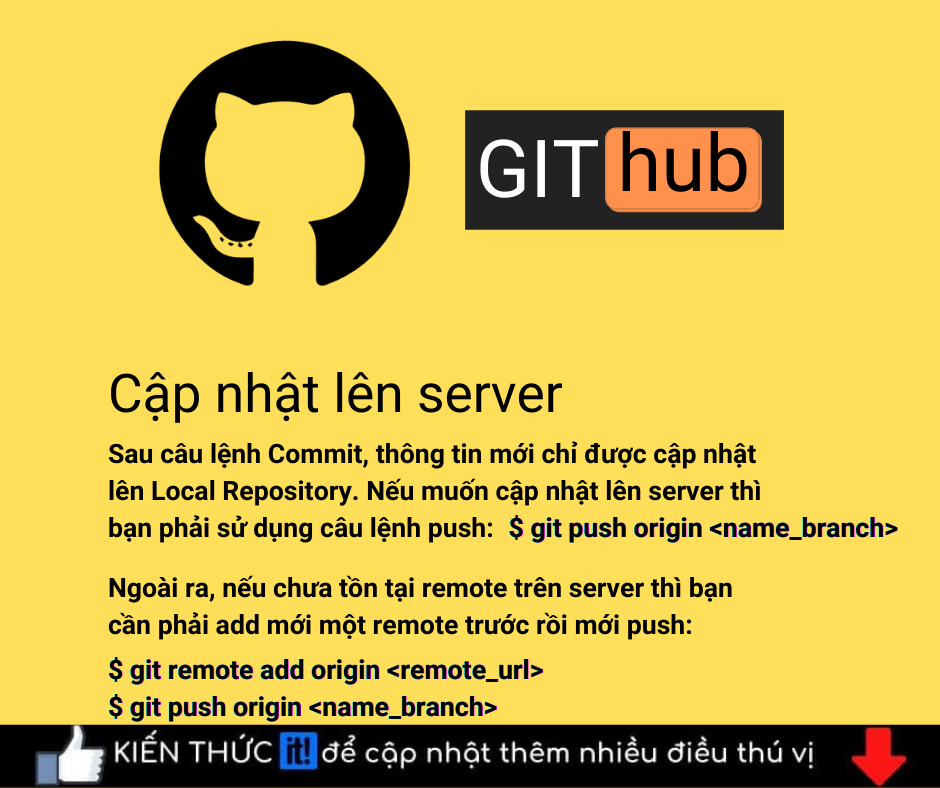 GIT hub
Cập nhật lên server
Sau câu lệnh Commit, thông tin mới chỉ được cập nhật
lên Local Repository. Nếu muốn cập nhật lên server thì
bạn phải sử dụng câu lệnh push: $ git push origin <name_branch>
Ngoài ra, nếu chưa tồn tại remote trên server thì bạn
cần phải add mới một remote trước rồi mới push:
$ git remote add origin <remote_url>
$ git push origin <name_branch>
KIẾN THỨC it! để cập nhật thêm nhiều điều thú vị